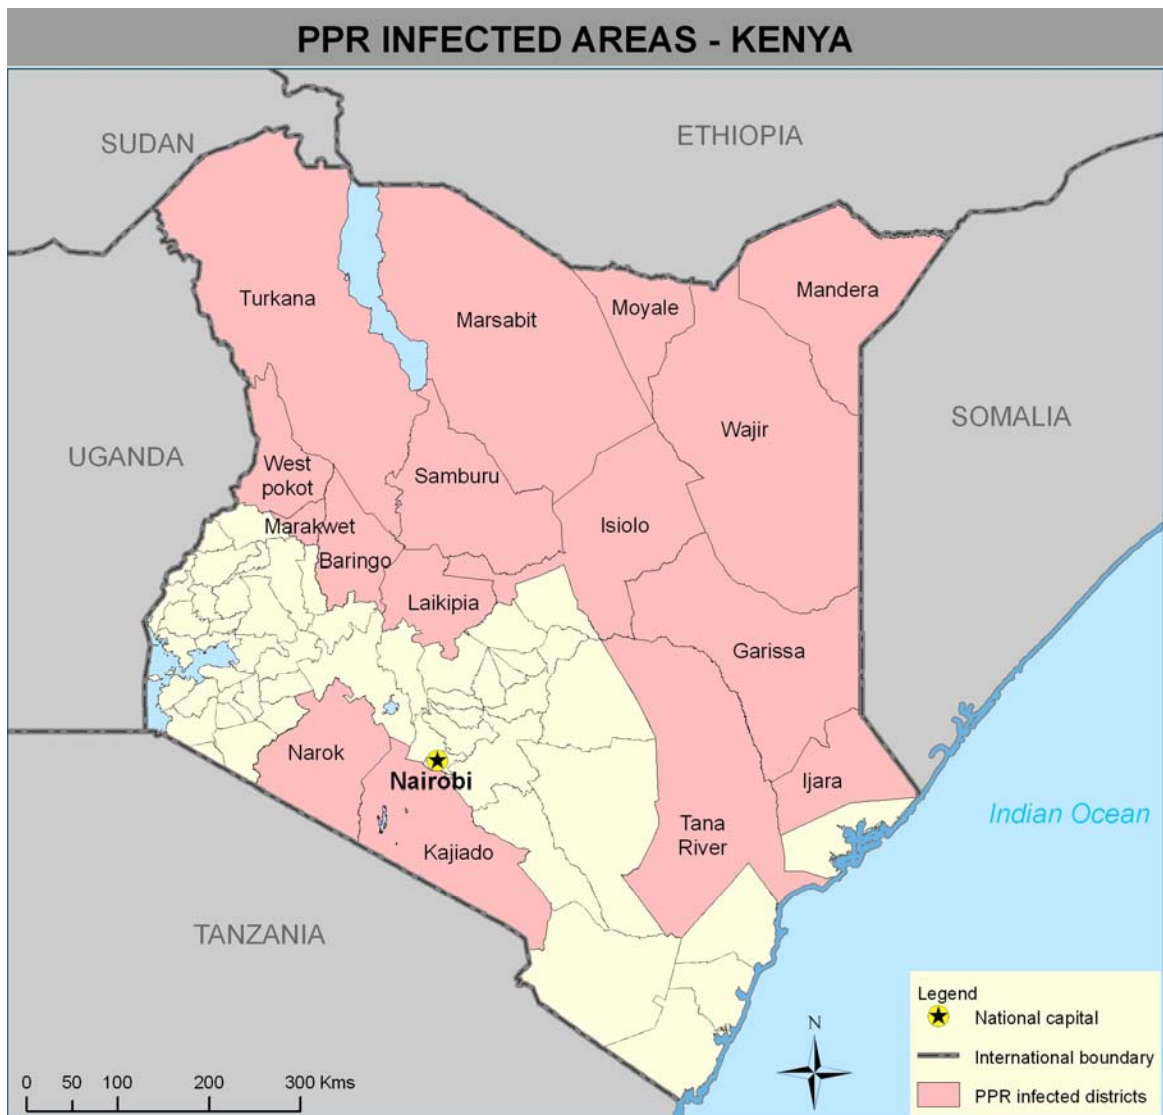 PPR INFECTED AREAS - KENYA
SUDAN
ETHIOPIA
Turkana
Marsabit
Moyale
Mandera
UGANDA
SOMALIA
Wajir
West
pokot
Samburu
Marakwet
Isiolo
Baringo
Laikipia
Garissa
Narok
Nairobi
Ijara
Indian Ocean
Tana
River
Kajiado
TANZANIA
Legend
National capital
International boundary
PPR infected districts
N
0 50 100 200 300 Kms